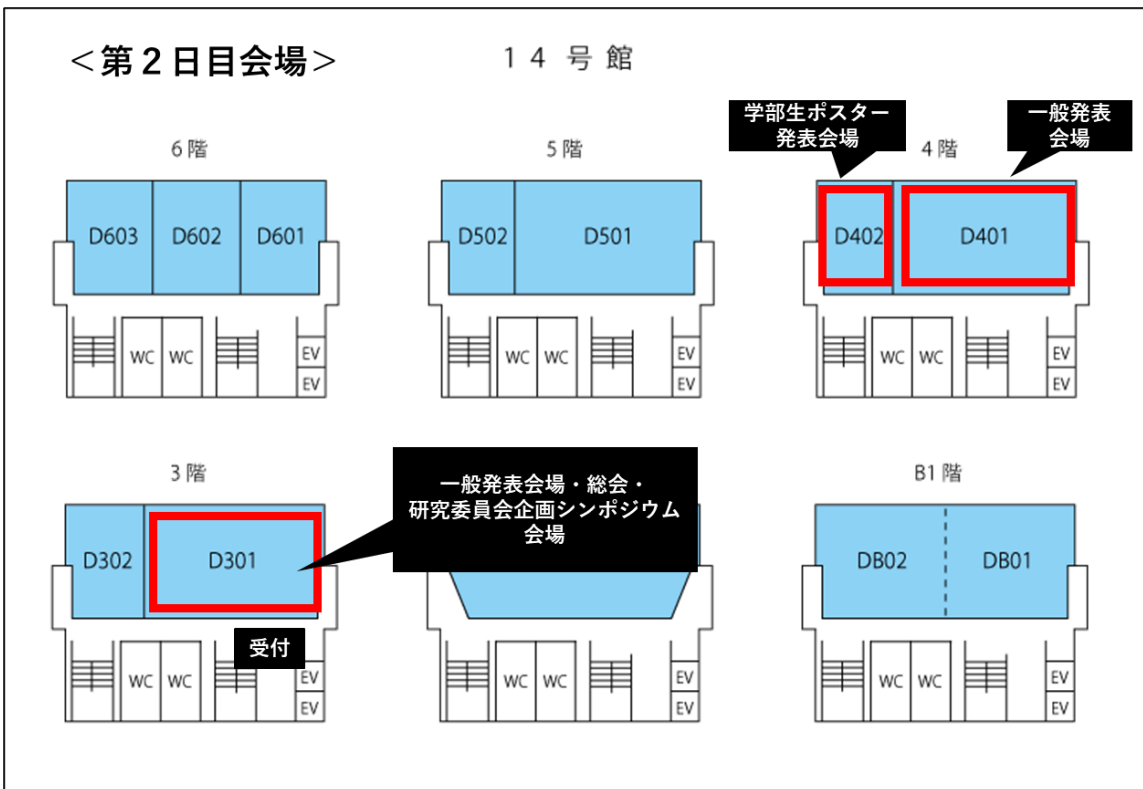 ＜第２日目会場＞
１４ 号 館
学部生ポスター
発表会場
一般発表
会場
6 階
5 階
4 階
D603
D602
D601
D502
D501
D402
D401
WC
WC
EV
EV
WC
WC
EV
EV
WC
WC
EV
EV
3 階
一般発表会場・総会・
研究委員会企画シンポジウム
会場
B1 階
D302
D301
DB02
DB01
受付
WC
WC
EV
EV
WC
WC
EV
EV
WC
WC
EV
EV